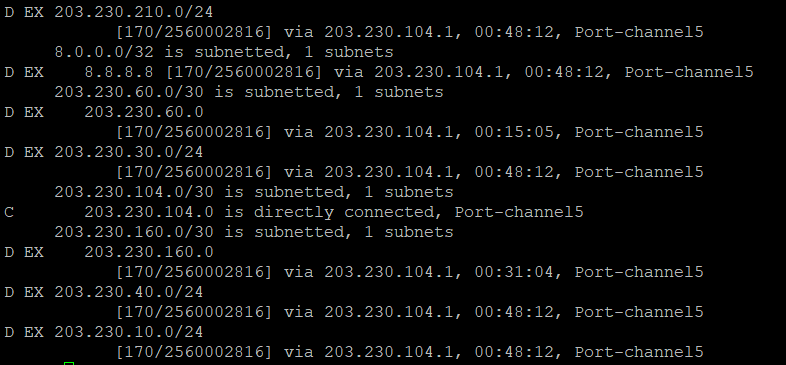 D EX 203.230.210.0/24
           [170/2560002816] via 203.230.104.1, 00:48:12, Port-channel5
     8.0.0.0/32 is subnetted, 1 subnets
D EX    8.8.8.8 [170/2560002816] via 203.230.104.1, 00:48:12, Port-channel5
     203.230.60.0/30 is subnetted, 1 subnets
D EX    203.230.60.0
           [170/2560002816] via 203.230.104.1, 00:15:05, Port-channel5
D EX 203.230.30.0/24
           [170/2560002816] via 203.230.104.1, 00:48:12, Port-channel5
     203.230.104.0/30 is subnetted, 1 subnets
C       203.230.104.0 is directly connected, Port-channel5
     203.230.160.0/30 is subnetted, 1 subnets
D EX    203.230.160.0
           [170/2560002816] via 203.230.104.1, 00:31:04, Port-channel5
D EX 203.230.40.0/24
           [170/2560002816] via 203.230.104.1, 00:48:12, Port-channel5
D EX 203.230.10.0/24
           [170/2560002816] via 203.230.104.1, 00:48:12, Port-channel5